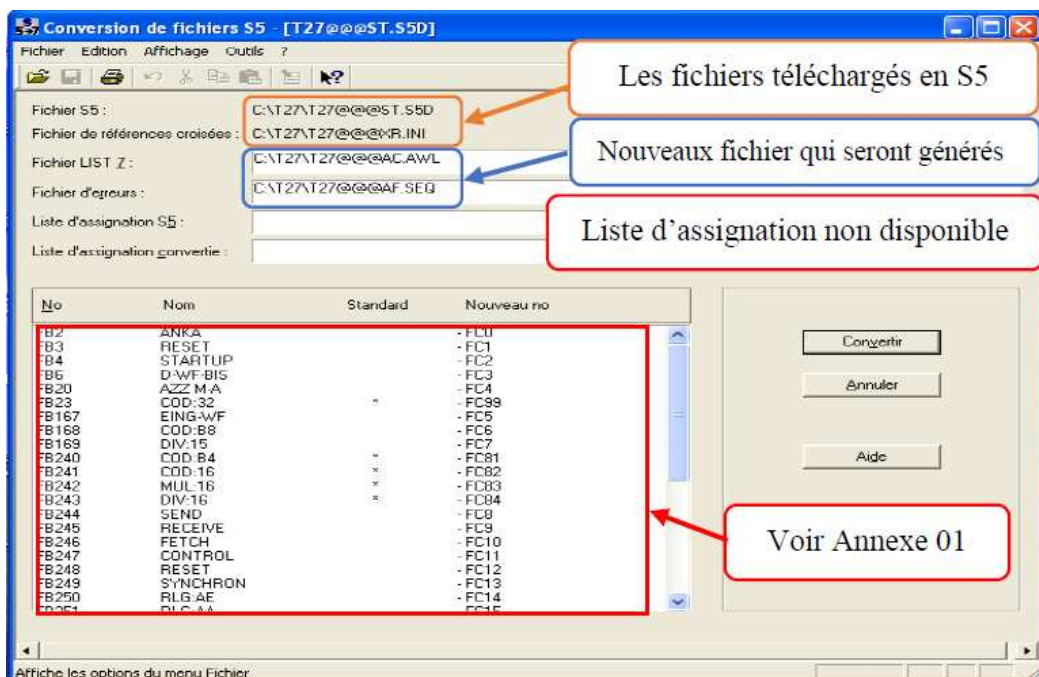 Conversion de fichiers S5 - [T27@@@ST.S5D]
Fichier Edition Affichage Outils ?
Les fichiers téléchargés en S5
Fichier S5 : C:\T27\T27@@@ST.S5D
Fichier de références croisées : C:\T27\T27@@@XR.INI
Nouveaux fichier qui seront générés
Fichier LIST 7 : C:\T27\T27@@@AC.AWL
Fichier d'erreurs : C:\T27\T27@@@AF.SEQ
Liste d'assignation S5 :
Liste d'assignation non disponible
Liste d'assignation convertie :
No Nom Standard Nouveau no
FB2 ANKA - FC0
FB3 RESET - FC1
FB4 STARTUP - FC2
FB6 D-WF-BIS - FC3
FB20 AZZ M-A - FC4
FB23 COD:32 * - FC99
FB167 EING-WF - FC5
FB168 COD:B8 - FC6
FB169 DIV:15 - FC7
FB240 COD:B4 * - FC81
FB241 COD:16 * - FC82
FB242 MUL:16 * - FC83
FB243 DIV:16 * - FC84
FB244 SEND - FC8
FB245 RECEIVE - FC9
FB246 FETCH - FC10
FB247 CONTROL - FC11
FB248 RESET - FC12
FB249 SYNCHRON - FC13
FB250 RLG:AE - FC14
FB251 RLG:AA - FC15
Convertir
Annuler
Aide
Voir Annexe 01
Affiche les options du menu Fichier